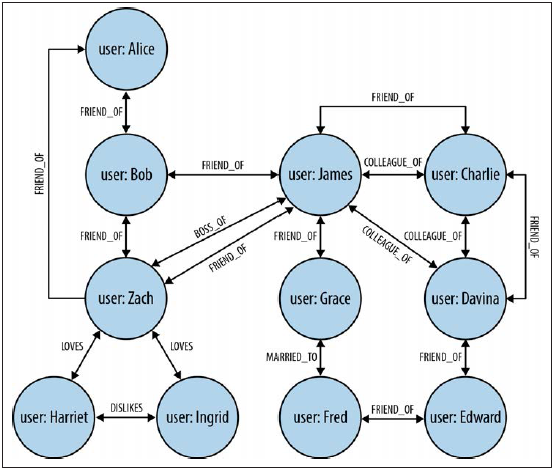 user: Alice
FRIEND_OF
FRIEND_OF
FRIEND_OF
user: Bob
FRIEND_OF
user: James
COLLEAGUE_OF
user: Charlie
FRIEND_OF
BOSS_OF
FRIEND_OF
FRIEND_OF
COLLEAGUE_OF
COLLEAGUE_OF
FRIEND_OF
user: Zach
user: Grace
user: Davina
LOVES
LOVES
MARRIED_TO
FRIEND_OF
user: Harriet
DISLIKES
user: Ingrid
user: Fred
FRIEND_OF
user: Edward